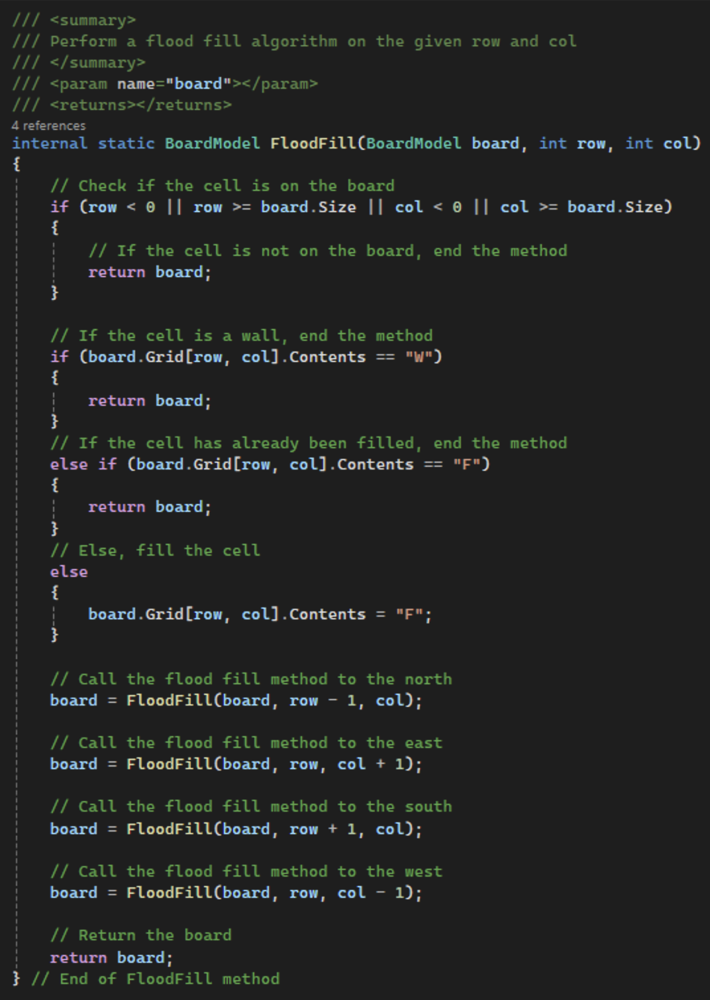 /// <summary>
/// Perform a flood fill algorithm on the given row and col
/// </summary>
/// <param name="board"></param>
/// <returns></returns>
4 references
internal static BoardModel FloodFill(BoardModel board, int row, int col)
{
    // Check if the cell is on the board
    if (row < 0 || row >= board.Size || col < 0 || col >= board.Size)
    {
        // If the cell is not on the board, end the method
        return board;
    }

    // If the cell is a wall, end the method
    if (board.Grid[row, col].Contents == "W")
    {
        return board;
    }
    // If the cell has already been filled, end the method
    else if (board.Grid[row, col].Contents == "F")
    {
        return board;
    }
    // Else, fill the cell
    else
    {
        board.Grid[row, col].Contents = "F";
    }

    // Call the flood fill method to the north
    board = FloodFill(board, row - 1, col);

    // Call the flood fill method to the east
    board = FloodFill(board, row, col + 1);

    // Call the flood fill method to the south
    board = FloodFill(board, row + 1, col);

    // Call the flood fill method to the west
    board = FloodFill(board, row, col - 1);

    // Return the board
    return board;
} // End of FloodFill method